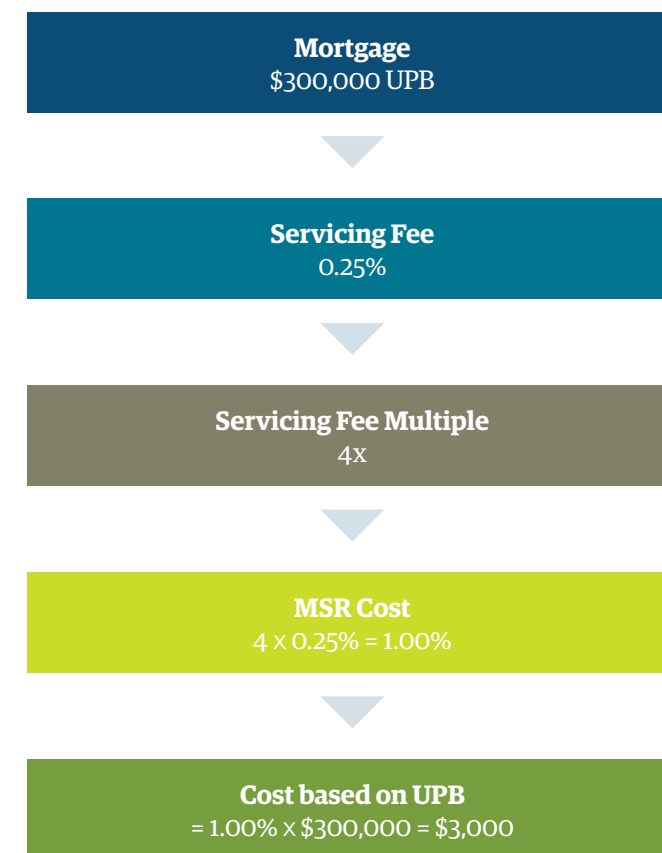 Mortgage
$300,000 UPB
Servicing Fee
0.25%
Servicing Fee Multiple
4x
MSR Cost
4 x 0.25% = 1.00%
Cost based on UPB
= 1.00% x $300,000 = $3,000